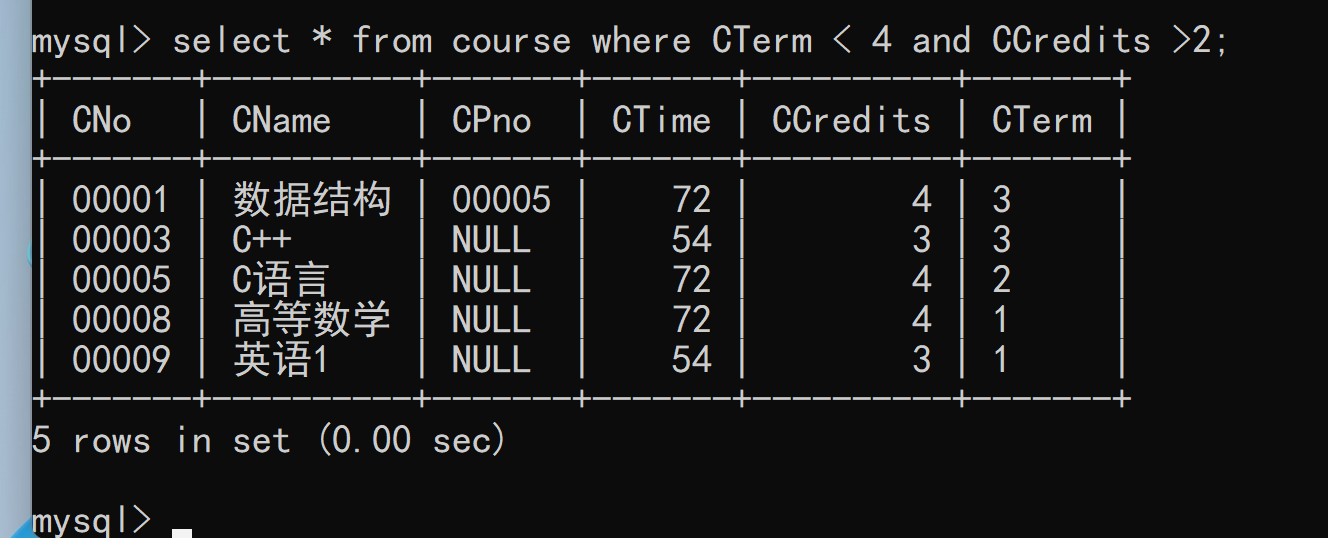 mysql> select * from course where CTerm < 4 and CCredits >2;
+-------+----------+-------+-------+----------+-------+
| CNo   | CName    | CPno  | CTime | CCredits | CTerm |
+-------+----------+-------+-------+----------+-------+
| 00001 | 数据结构 | 00005 |    72 |        4 | 3     |
| 00003 | C++      | NULL  |    54 |        3 | 3     |
| 00005 | C语言    | NULL  |    72 |        4 | 2     |
| 00008 | 高等数学 | NULL  |    72 |        4 | 1     |
| 00009 | 英语1    | NULL  |    54 |        3 | 1     |
+-------+----------+-------+-------+----------+-------+
5 rows in set (0.00 sec)
mysql>